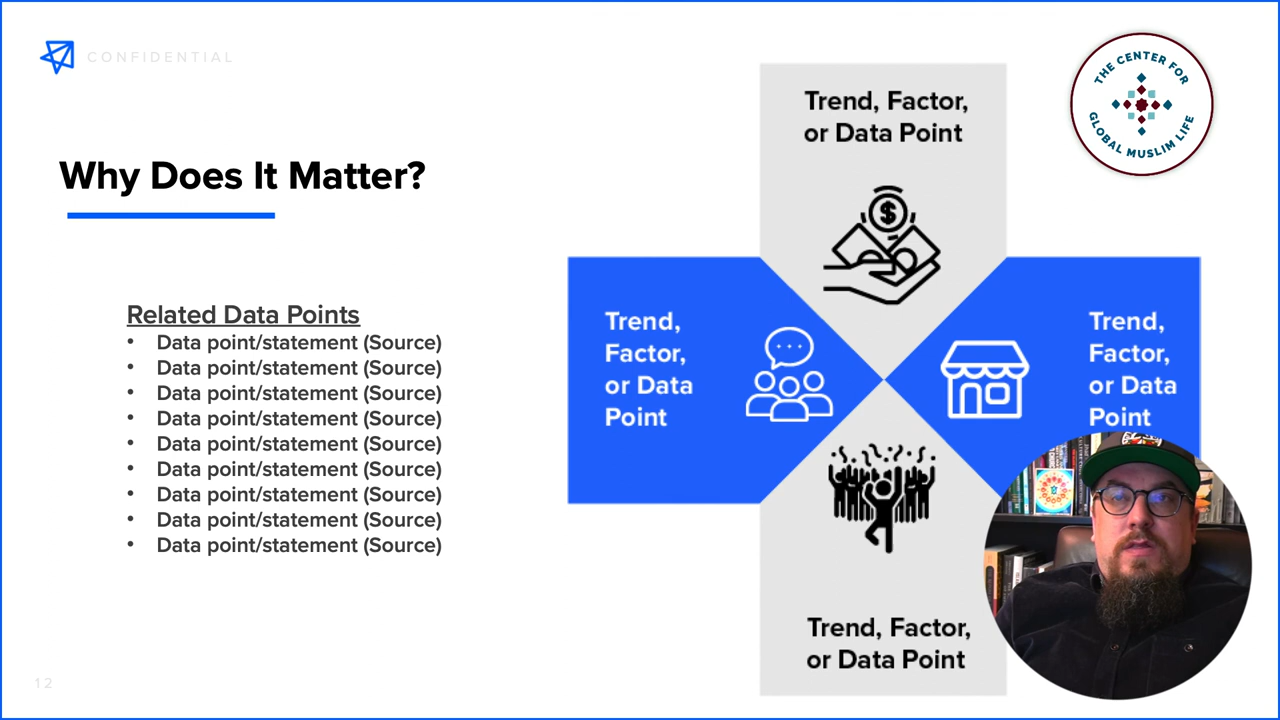 CONFIDENTIAL
THE CENTER FOR
GLOBAL MUSLIM LIFE
Why Does It Matter?
Related Data Points
• Data point/statement (Source)
• Data point/statement (Source)
• Data point/statement (Source)
• Data point/statement (Source)
• Data point/statement (Source)
• Data point/statement (Source)
• Data point/statement (Source)
• Data point/statement (Source)
• Data point/statement (Source)
Trend, Factor,
or Data Point
$
Trend,
Factor,
or Data
Point
Trend,
Factor,
or Data
Point
Trend, Factor,
or Data Point
12